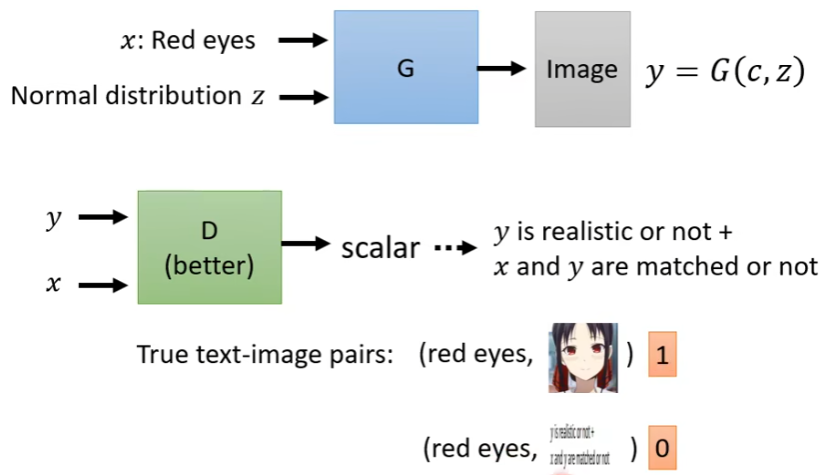 x: Red eyes
Normal distribution z
G
Image
y = G(c, z)
y
x
D
(better)
scalar
y is realistic or not +
x and y are matched or not
True text-image pairs: (red eyes, ) 1
(red eyes, ) 0
y is realistic or not +
x and y are matched or not